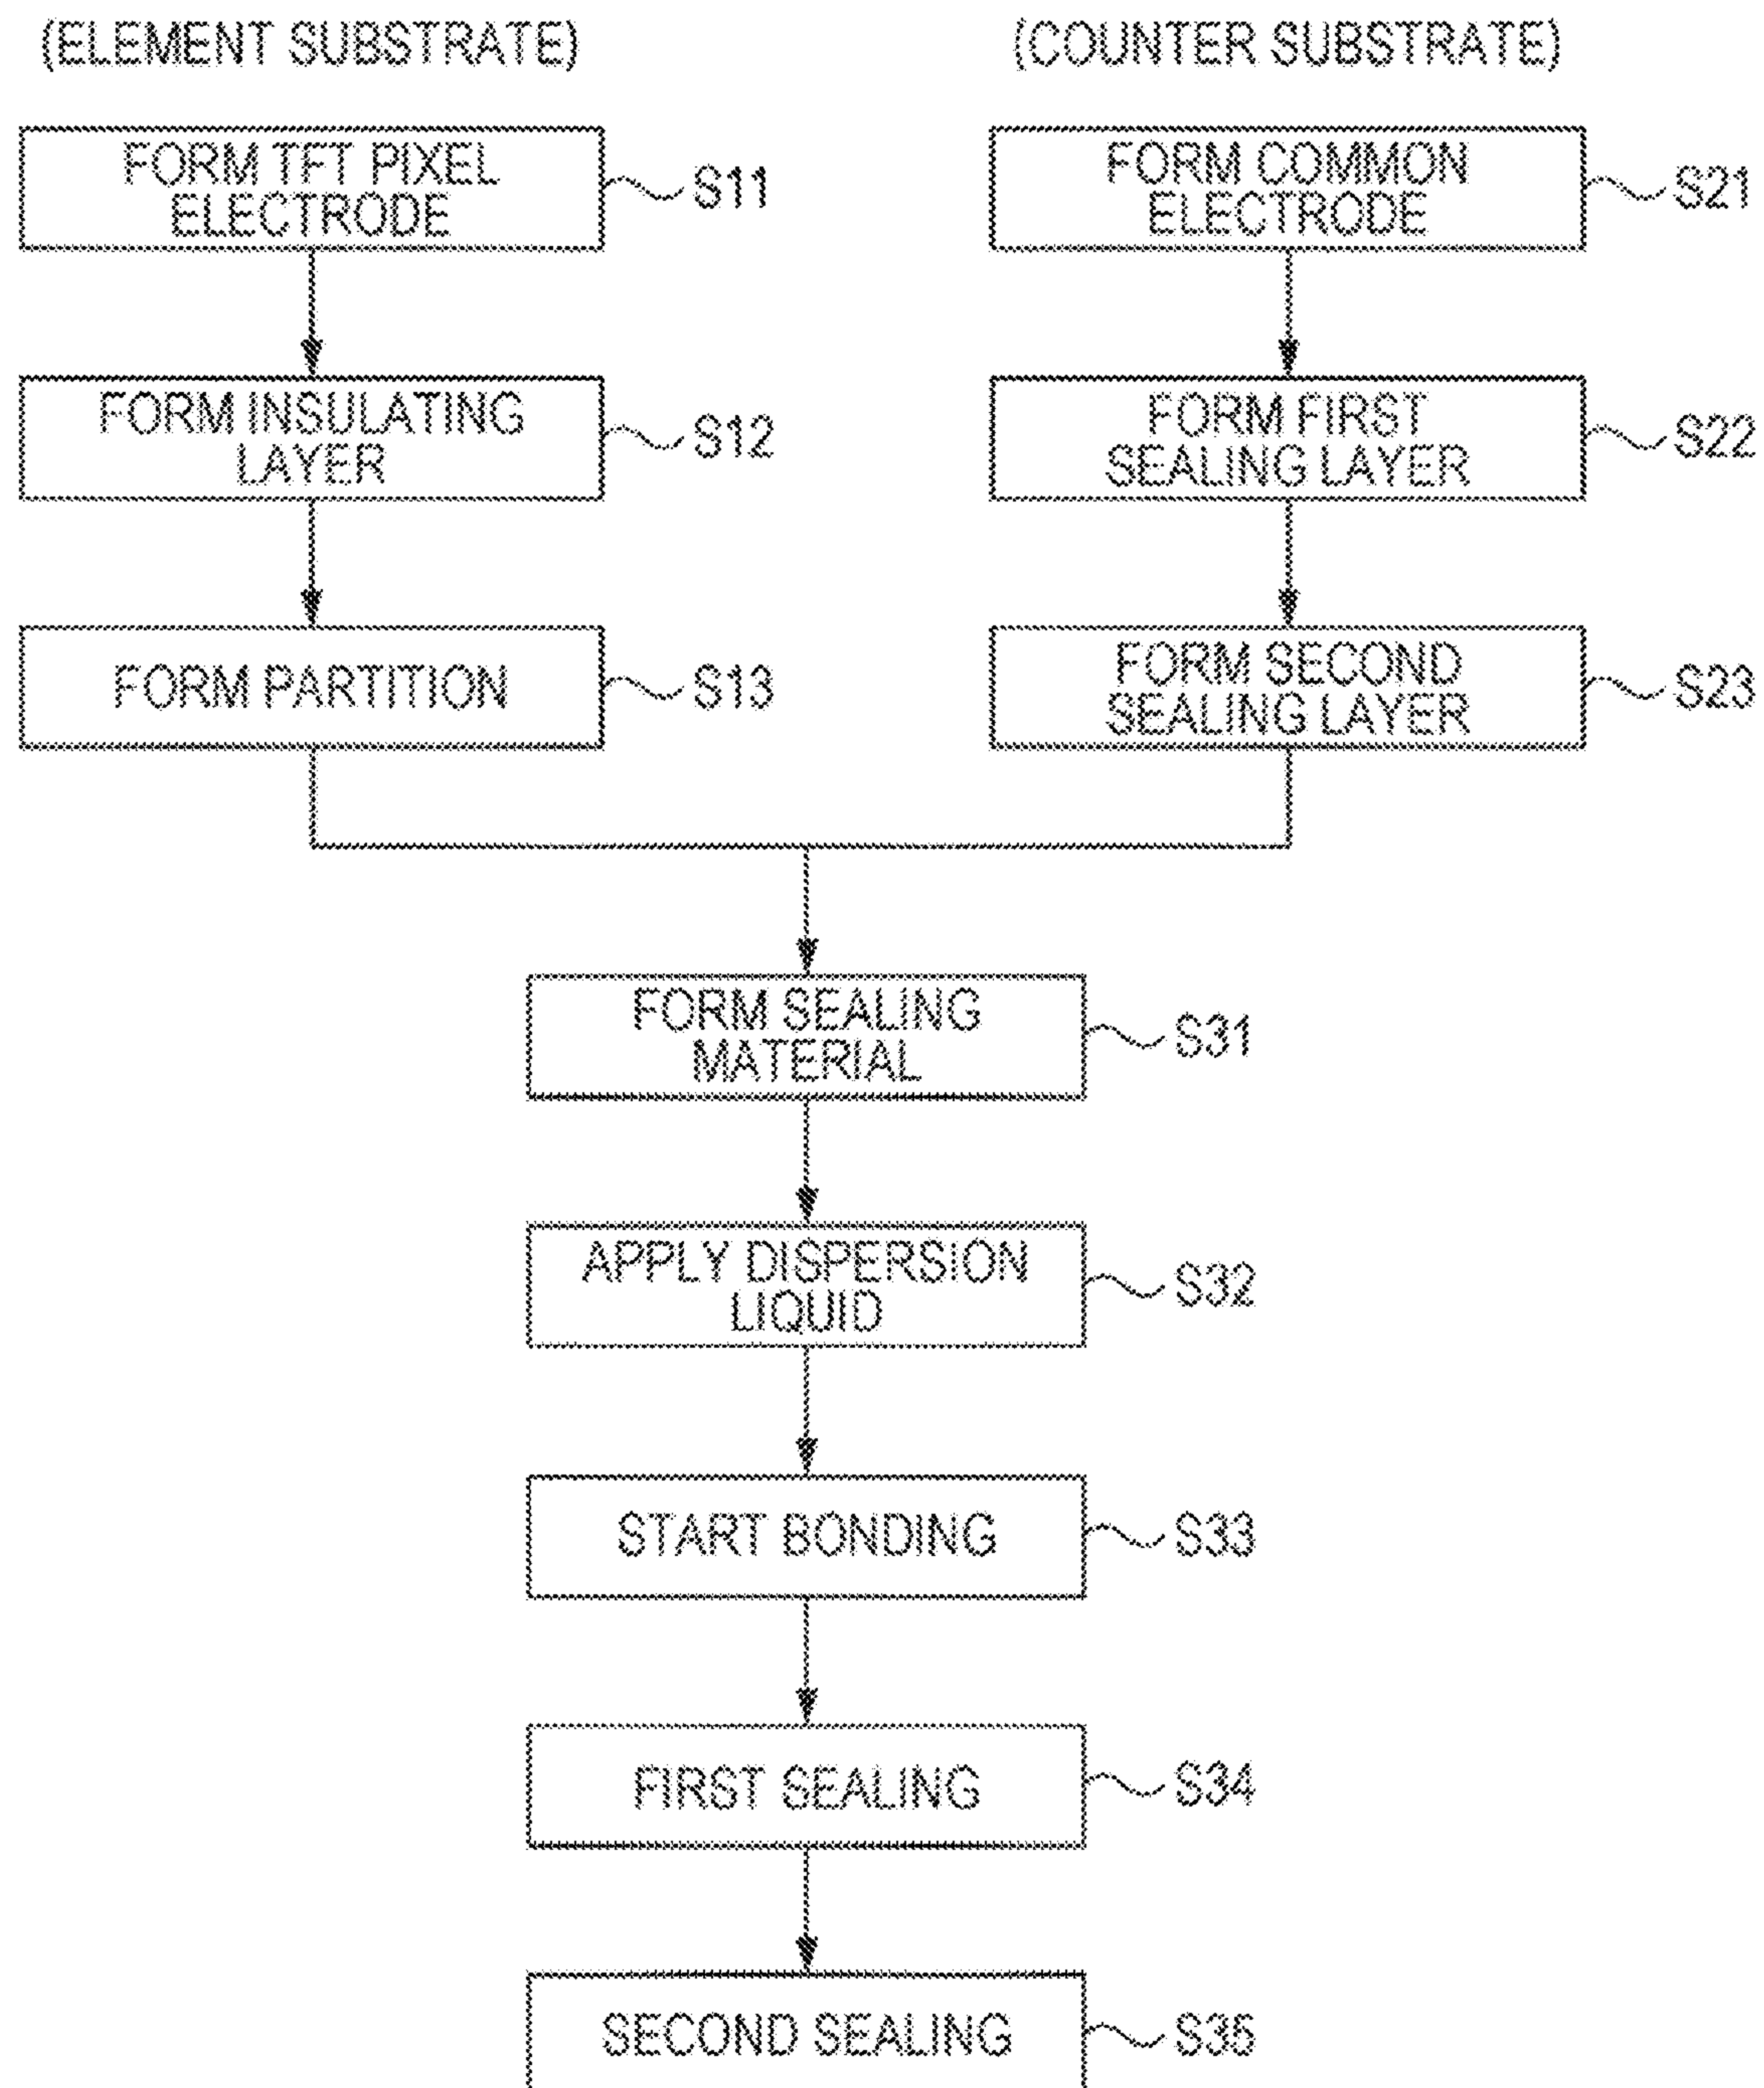 (ELEMENT SUBSTRATE)
(COUNTER SUBSTRATE)
FORM TFT PIXEL
ELECTRODE
S11
FORM COMMON
ELECTRODE
S21
FORM INSULATING
LAYER
S12
FORM FIRST
SEALING LAYER
S22
FORM PARTITION
S13
FORM SECOND
SEALING LAYER
S23
FORM SEALING
MATERIAL
S31
APPLY DISPERSION
LIQUID
S32
START BONDING
S33
FIRST SEALING
S34
SECOND SEALING
S35